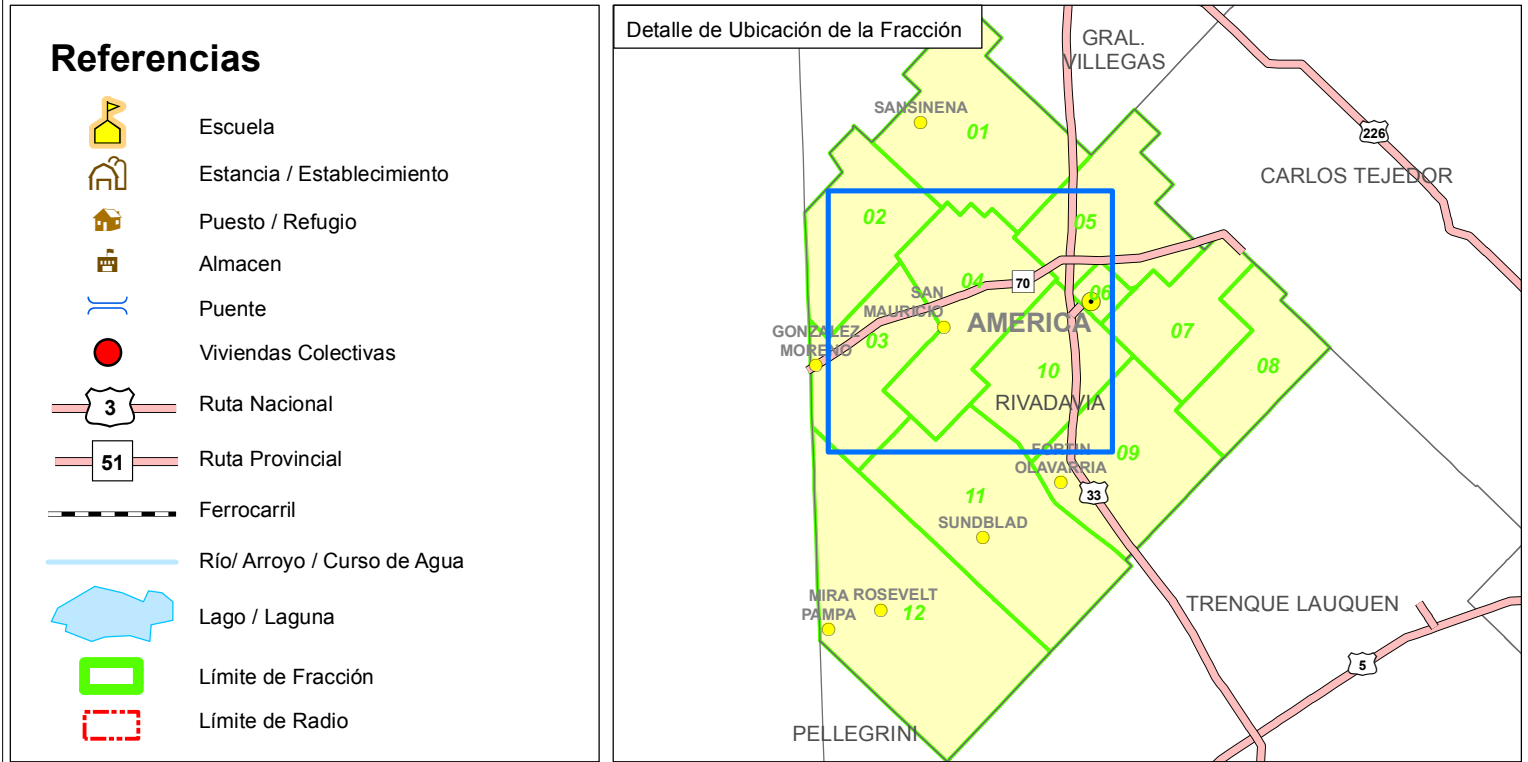 Referencias
Escuela
Estancia / Establecimiento
Puesto / Refugio
Almacen
Puente
Viviendas Colectivas
3
Ruta Nacional
51
Ruta Provincial
Ferrocarril
Río/ Arroyo / Curso de Agua
Lago / Laguna
Límite de Fracción
Límite de Radio
Detalle de Ubicación de la Fracción
GRAL.
VILLEGAS
SANSINENA
01
226
CARLOS TEJEDOR
02
05
04
70
06
SAN
MAURICIO
AMERICA
GONZALEZ
MORENO
03
07
08
10
RIVADAVIA
FORTIN
OLAVARRIA
09
33
11
SUNDBLAD
MIRA
PAMPA
ROSEVELT
12
TRENQUE LAUQUEN
5
PELLEGRINI